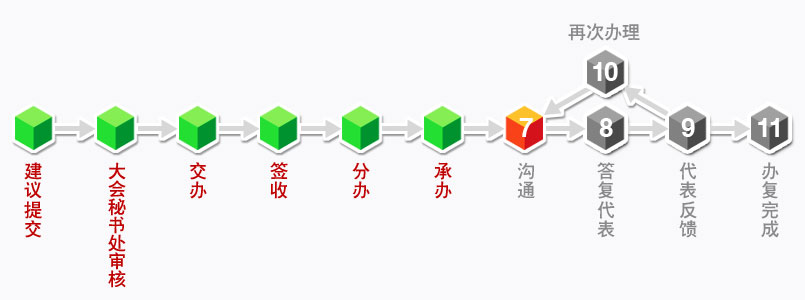 再次办理
10
7
8
9
11
建议提交
大会秘书处审核
交办
签收
分办
承办
沟通
答复代表
代表反馈
办复完成